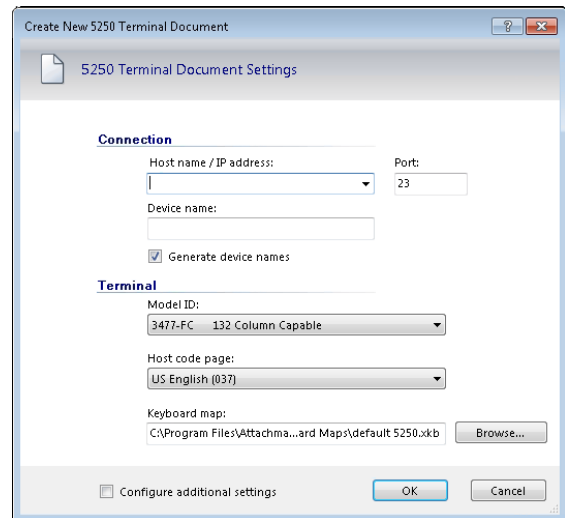 Create New 5250 Terminal Document
5250 Terminal Document Settings
Connection
Host name / IP address:
Port:
23
Device name:
Generate device names
Terminal
Model ID:
3477-FC 132 Column Capable
Host code page:
US English (037)
Keyboard map:
C:\Program Files\Attachma...ard Maps\default 5250.xkb
Browse...
Configure additional settings
OK
Cancel